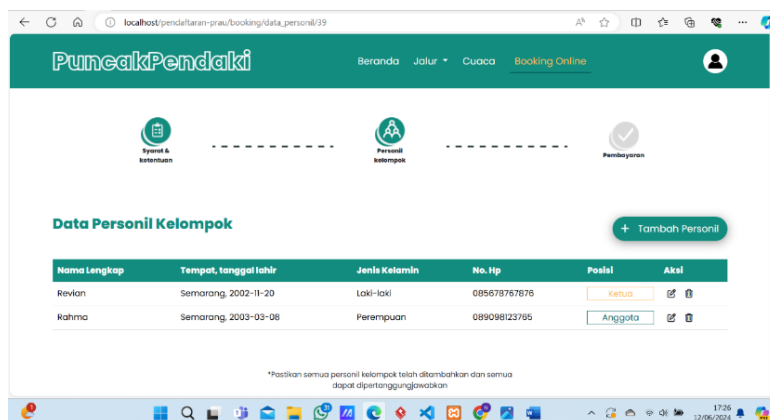 localhost/pendaftaran-prau/booking/data_personil/39
PuncakPendaki
Beranda Jalur Cuaca Booking Online
Syarat & ketentuan
Personil kelompok
Pembayaran
Data Personil Kelompok
+ Tambah Personil
Nama Lengkap Tempat, tanggal lahir Jenis Kelamin No. Hp Posisi Aksi
Revian Semarang, 2002-11-20 Laki-laki 085678767876 Ketua
Rahma Semarang, 2003-03-08 Perempuan 089098123765 Anggota
*Pastikan semua personil kelompok telah ditambahkan dan semua
dapat dipertanggungjawabkan
17:26
12/06/2024